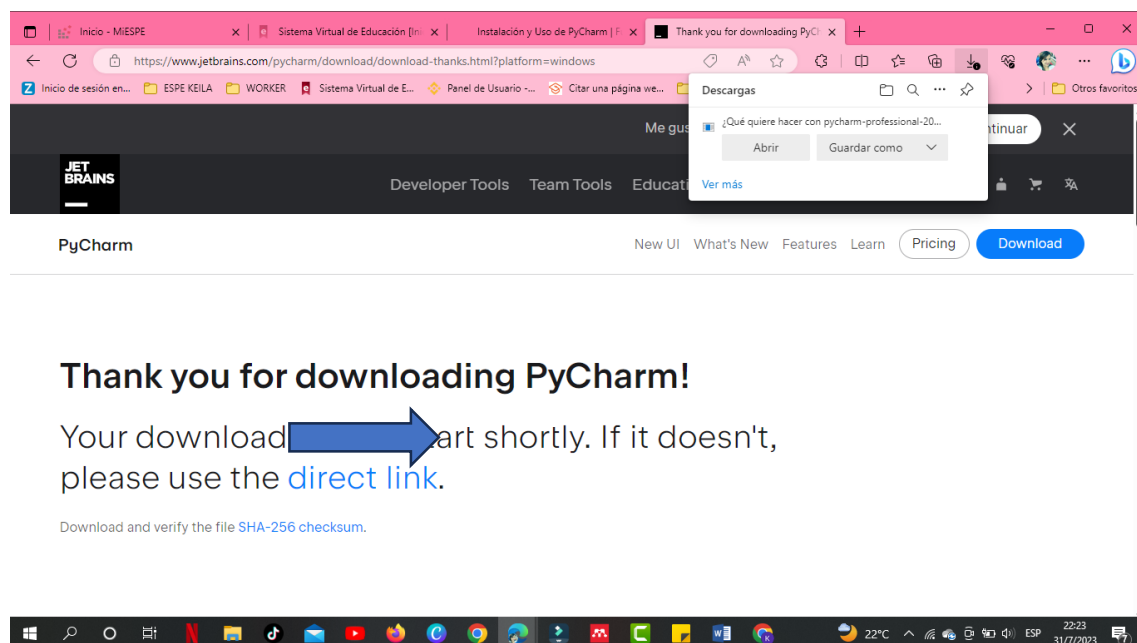 Inicio - MiESPE
Sistema Virtual de Educación [Ini
Instalación y Uso de PyCharm | F
Thank you for downloading PyCh
https://www.jetbrains.com/pycharm/download/download-thanks.html?platform=windows
Inicio de sesión en...
ESPE KEILA
WORKER
Sistema Virtual de E...
Panel de Usuario -...
Citar una página we...
Otros favoritos
Descargas
¿Qué quiere hacer con pycharm-professional-20...
Abrir
Guardar como
Ver más
Me gus
ntinuar
JET
BRAINS
Developer Tools
Team Tools
Educati
PyCharm
New UI
What's New
Features
Learn
Pricing
Download
Thank you for downloading PyCharm!
Your download art shortly. If it doesn't,
please use the direct link.
Download and verify the file SHA-256 checksum.
22°C
ESP
22:23
31/7/2023